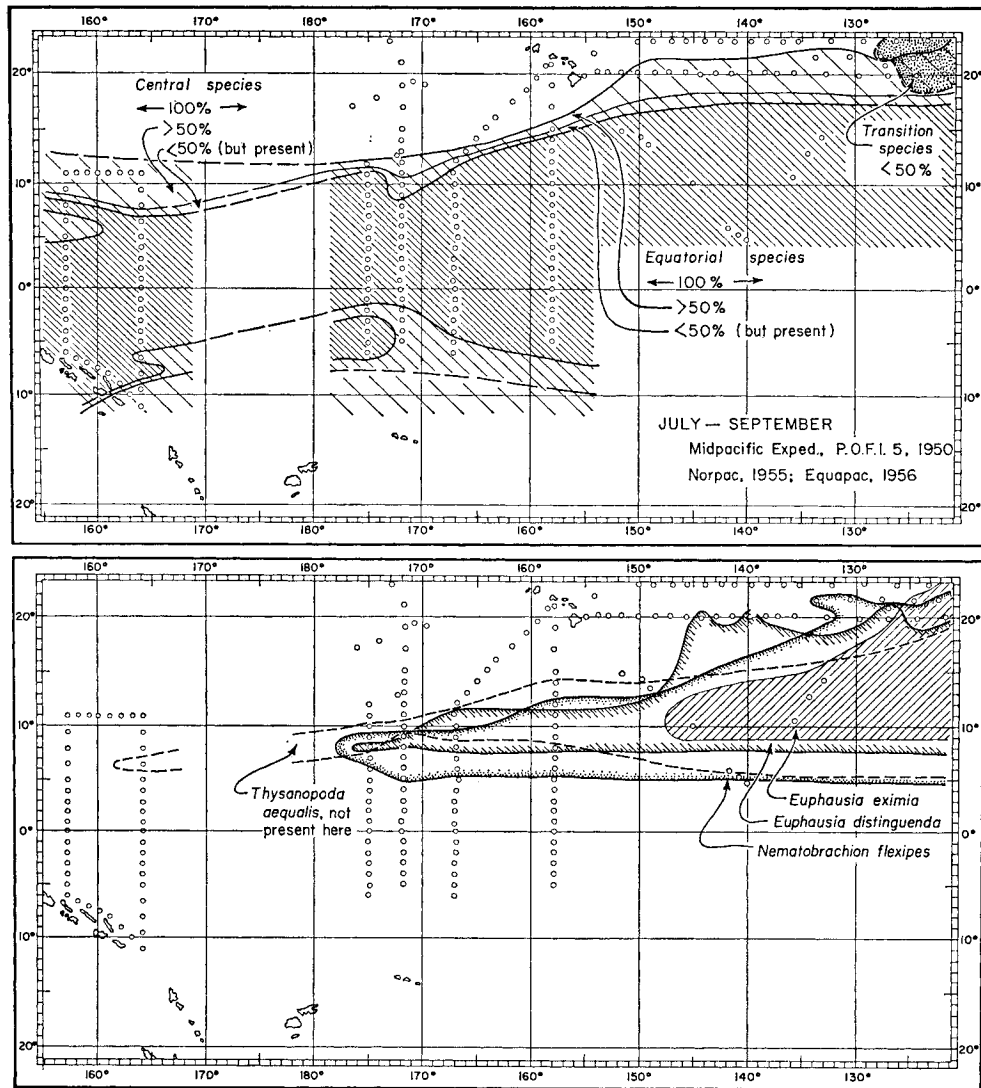 160° 170° 180° 170° 160° 150° 140° 130°
20° 20°
Central species
100%
>50%
<50% (but present)
Transition
species
<50%
10° 10°
Equatorial species
100%
0° 0°
>50%
<50% (but present)
10° 10°
JULY — SEPTEMBER
Midpacific Exped., P.O.F.I. 5, 1950
Norpac, 1955; Equapac, 1956
20° 20°
160° 170° 180° 170° 160° 150° 140° 130°
160° 170° 180° 170° 160° 150° 140° 130°
20° 20°
10° 10°
Thysanopoda
aequalis, not
present here
Euphausia eximia
Euphausia distinguenda
Nematobrachion flexipes
0° 0°
10° 10°
20° 20°
160° 170° 180° 170° 160° 150° 140° 130°